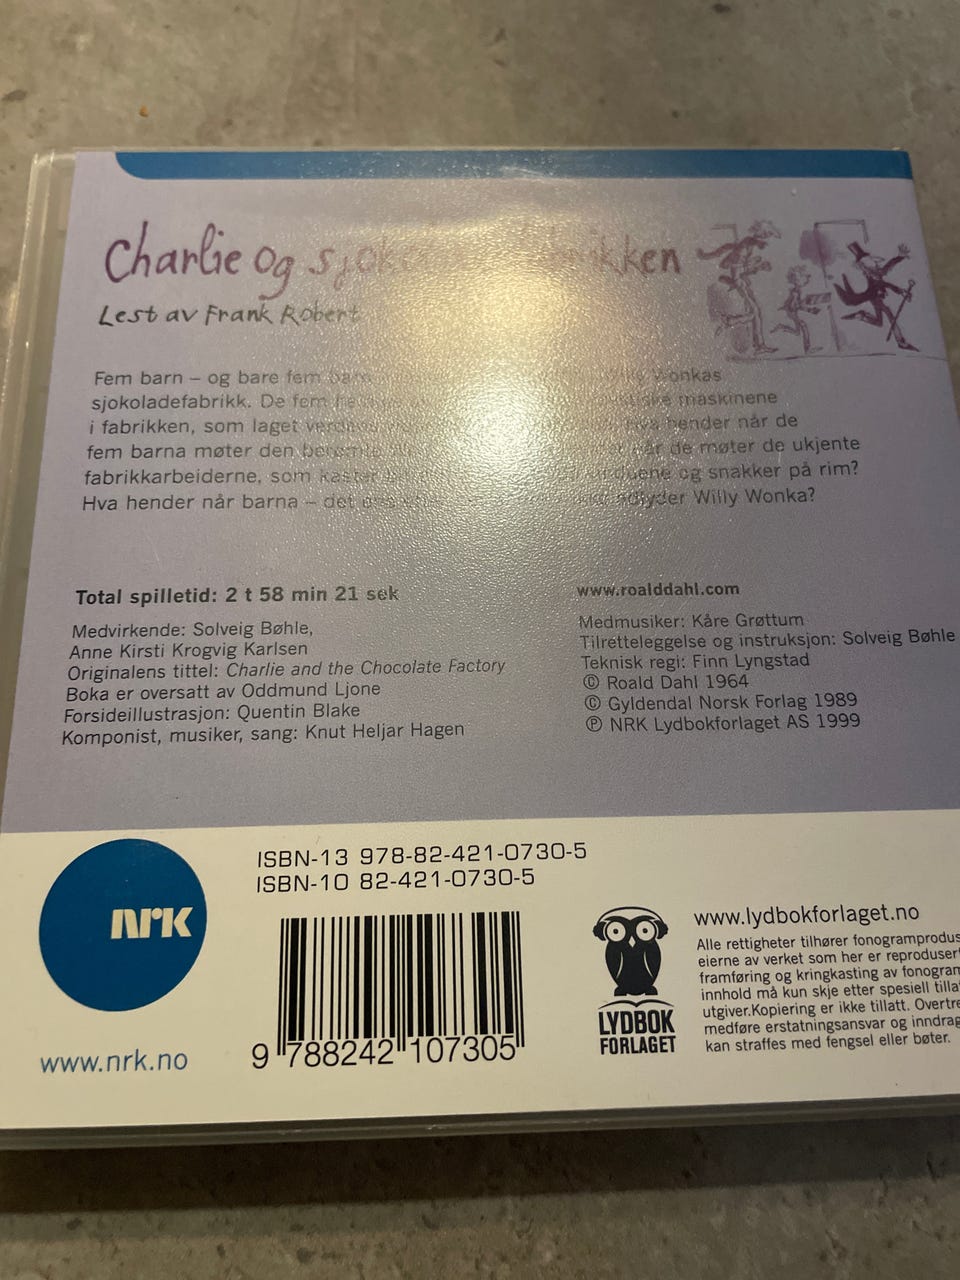 Charlie og
Lest av Frank Robert
Fem barn – og bare fem barn Wonkas
sjokoladefabrikk. De fem maskinene
i fabrikken, som laget hender når de
fem barna møter den når de møter de ukjente
fabrikkarbeiderne, som kaster og snakker på rim?
Hva hender når barna – det adlyder Willy Wonka?
Total spilletid: 2 t 58 min 21 sek
Medvirkende: Solveig Bøhle,
Anne Kirsti Krogvig Karlsen
Originalens tittel: Charlie and the Chocolate Factory
Boka er oversatt av Oddmund Ljone
Forsideillustrasjon: Quentin Blake
Komponist, musiker, sang: Knut Heljar Hagen
www.roalddahl.com
Medmusiker: Kåre Grøttum
Tilretteleggelse og instruksjon: Solveig Bøhle
Teknisk regi: Finn Lyngstad
© Roald Dahl 1964
© Gyldendal Norsk Forlag 1989
℗ NRK Lydbokforlaget AS 1999
nrk
www.nrk.no
ISBN-13 978-82-421-0730-5
ISBN-10 82-421-0730-5
9 788242 107305
LYDBOK
FORLAGET
www.lydbokforlaget.no
Alle rettigheter tilhører fonogramprodus
eierne av verket som her er reprodusert
framføring og kringkasting av fonogram
innhold må kun skje etter spesiell tilla
utgiver.Kopiering er ikke tillatt. Overtre
medføre erstatningsansvar og inndrag
kan straffes med fengsel eller bøter.